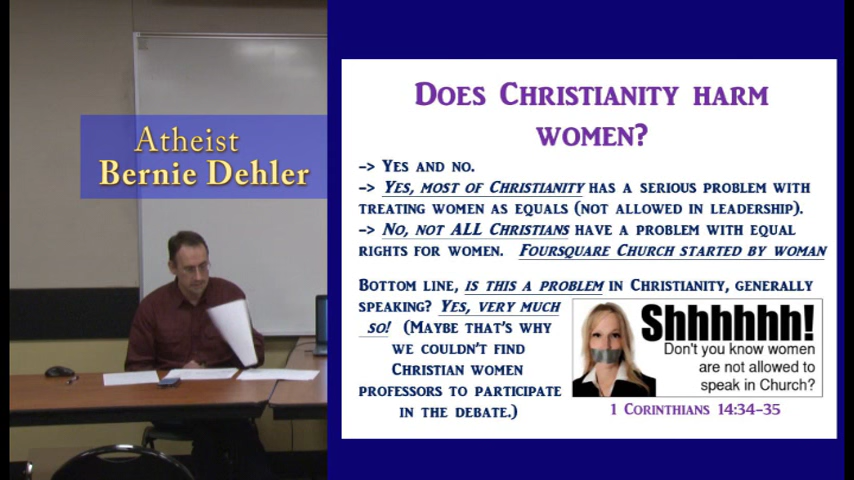 Atheist
Bernie Dehler
Does Christianity harm
women?
-> Yes and no.
-> Yes, most of Christianity has a serious problem with
treating women as equals (not allowed in leadership).
-> No, not ALL Christians have a problem with equal
rights for women. Foursquare Church started by woman
Bottom line, is this a problem in Christianity, generally
speaking? Yes, very much
so! (Maybe that's why
we couldn't find
Christian women
professors to participate
in the debate.)
Shhhhhh!
Don't you know women
are not allowed to
speak in Church?
1 Corinthians 14:34-35